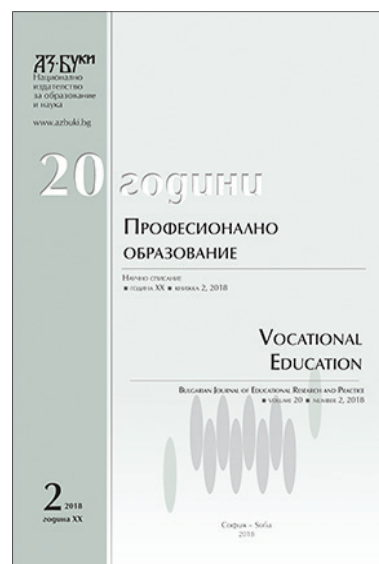 АЗ·БУКИ
Национално
издателство
за образование
и наука
www.azbuki.bg
20 години
Професионално
образование
Научно списание
■ година XX ■ книжка 2, 2018
Vocational
Education
Bulgarian Journal of Educational Research and Practice
■ volume 20 ■ number 2, 2018
2 2018
година XX
София – Sofia
2018